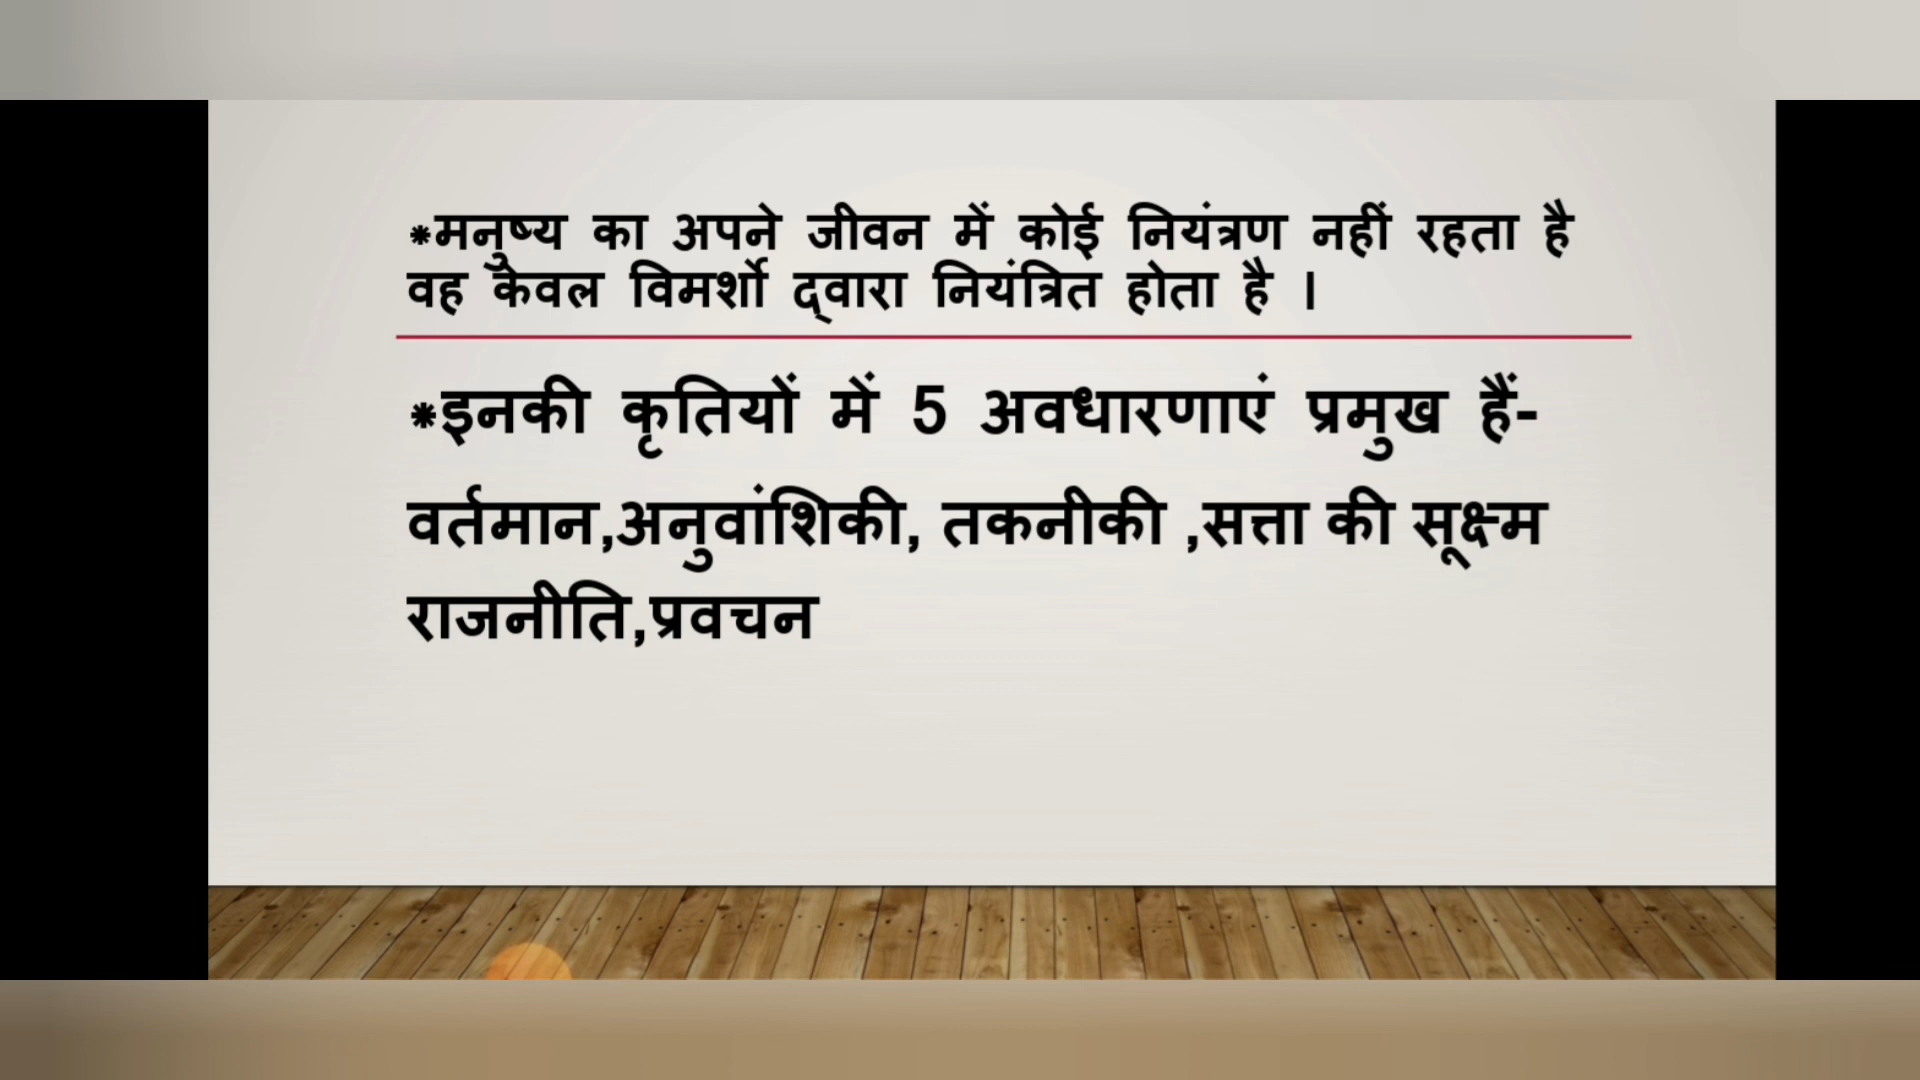 *मनुष्य का अपने जीवन में कोई नियंत्रण नहीं रहता है
वह केवल विमर्शो द्वारा नियंत्रित होता है ।
*इनकी कृतियों में 5 अवधारणाएं प्रमुख हैं-
वर्तमान,अनुवांशिकी, तकनीकी ,सत्ता की सूक्ष्म
राजनीति,प्रवचन